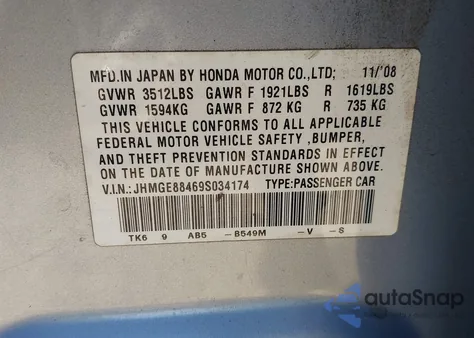 MFD.IN JAPAN BY HONDA MOTOR CO.,LTD; 11/'08
GVWR 3512LBS GAWR F 1921LBS R 1619LBS
GVWR 1594KG GAWR F 872 KG R 735 KG
THIS VEHICLE CONFORMS TO ALL APPLICABLE
FEDERAL MOTOR VEHICLE SAFETY ,BUMPER,
AND THEFT PREVENTION STANDARDS IN EFFECT
ON THE DATE OF MANUFACTURE SHOWN ABOVE.
V.I.N.: JHMGE88469S034174 TYPE:PASSENGER CAR
TK6 9 AB5 -B549M -V -S
autoSnap